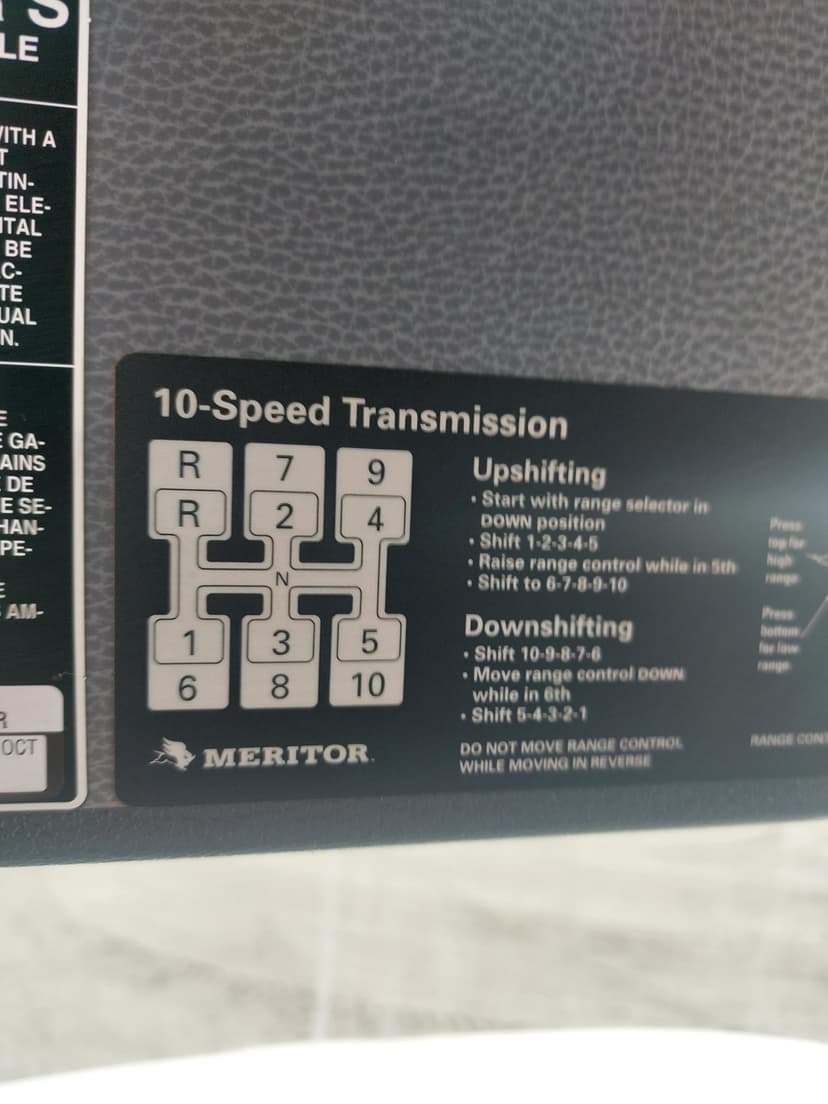 S
LE
WITH A
T
TIN-
ELE-
ITAL
BE
C-
TE
UAL
N.
E
E GA-
AINS
DE
E SE-
HAN-
PE-
E
AM-
R
OCT
10-Speed Transmission
R 7 9
R 2 4
N
1 3 5
6 8 10
MERITOR
Upshifting
• Start with range selector in
DOWN position
• Shift 1-2-3-4-5
• Raise range control while in 5th
• Shift to 6-7-8-9-10
Downshifting
• Shift 10-9-8-7-6
• Move range control DOWN
while in 6th
• Shift 5-4-3-2-1
DO NOT MOVE RANGE CONTROL
WHILE MOVING IN REVERSE
Press
top for
high
range
Press
bottom
for low
range
RANGE CONT